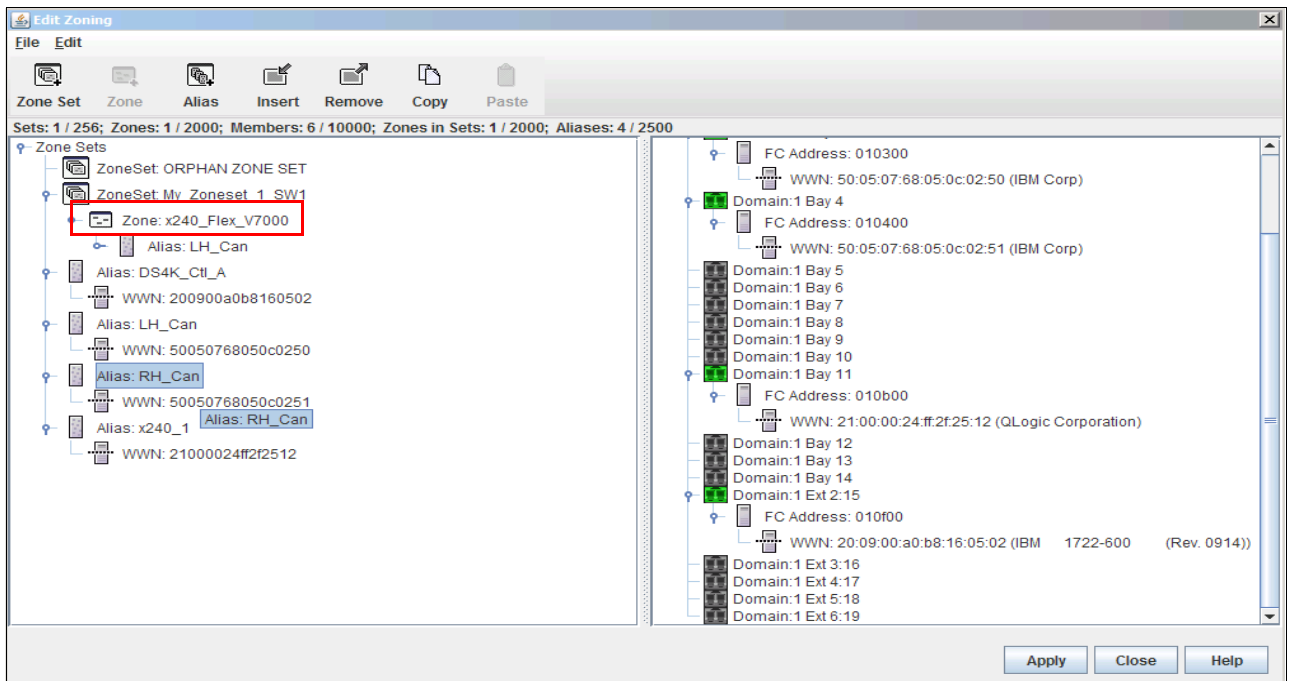 Edit Zoning
File Edit
Zone Set Zone Alias Insert Remove Copy Paste
Sets: 1 / 256; Zones: 1 / 2000; Members: 6 / 10000; Zones in Sets: 1 / 2000; Aliases: 4 / 2500
Zone Sets
ZoneSet: ORPHAN ZONE SET
ZoneSet: My_Zoneset_1_SW1
Zone: x240_Flex_V7000
Alias: LH_Can
Alias: DS4K_Ctl_A
WWN: 200900a0b8160502
Alias: LH_Can
WWN: 50050768050c0250
Alias: RH_Can
WWN: 50050768050c0251
Alias: RH_Can
Alias: x240_1
WWN: 21000024ff2f2512
FC Address: 010300
WWN: 50:05:07:68:05:0c:02:50 (IBM Corp)
Domain:1 Bay 4
FC Address: 010400
WWN: 50:05:07:68:05:0c:02:51 (IBM Corp)
Domain:1 Bay 5
Domain:1 Bay 6
Domain:1 Bay 7
Domain:1 Bay 8
Domain:1 Bay 9
Domain:1 Bay 10
Domain:1 Bay 11
FC Address: 010b00
WWN: 21:00:00:24:ff:2f:25:12 (QLogic Corporation)
Domain:1 Bay 12
Domain:1 Bay 13
Domain:1 Bay 14
Domain:1 Ext 2:15
FC Address: 010f00
WWN: 20:09:00:a0:b8:16:05:02 (IBM 1722-600 (Rev. 0914))
Domain:1 Ext 3:16
Domain:1 Ext 4:17
Domain:1 Ext 5:18
Domain:1 Ext 6:19
Apply Close Help